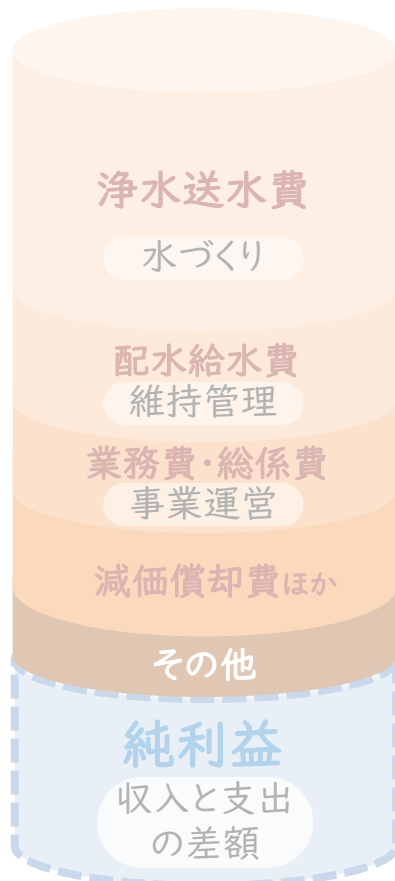 浄水送水費
水づくり
配水給水費
維持管理
業務費・総係費
事業運営
減価償却費ほか
その他
純利益
収入と支出
の差額